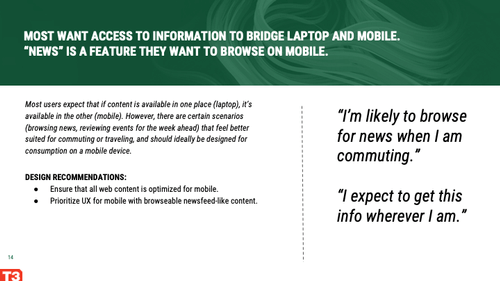 MOST WANT ACCESS TO INFORMATION TO BRIDGE LAPTOP AND MOBILE.
“NEWS” IS A FEATURE THEY WANT TO BROWSE ON MOBILE.
Most users expect that if content is available in one place (laptop), it’s
available in the other (mobile). However, there are certain scenarios
(browsing news, reviewing events for the week ahead) that feel better
suited for commuting or traveling, and should ideally be designed for
consumption on a mobile device.
DESIGN RECOMMENDATIONS:
● Ensure that all web content is optimized for mobile.
● Prioritize UX for mobile with browseable newsfeed-like content.
“I’m likely to browse
for news when I am
commuting.”
“I expect to get this
info wherever I am.”
14
T3